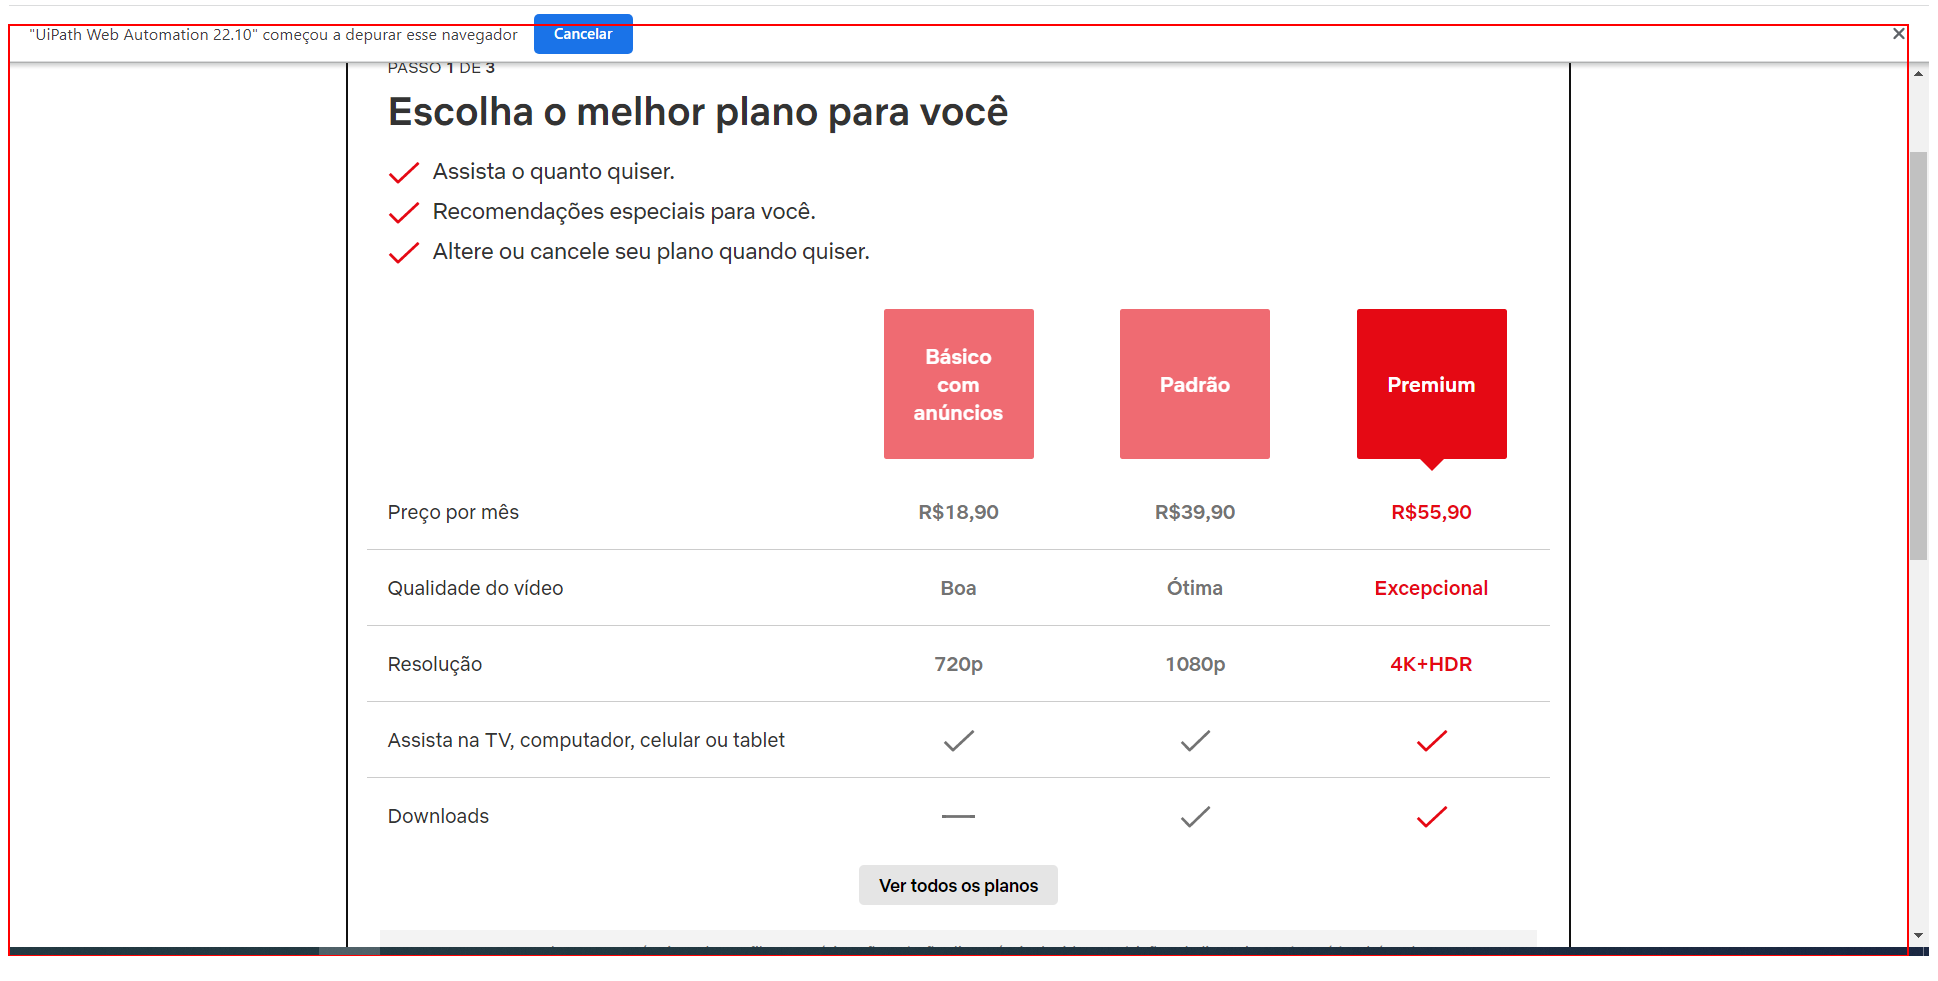 "UiPath Web Automation 22.10" começou a depurar esse navegador Cancelar
PASSO 1 DE 3
Escolha o melhor plano para você
Assista o quanto quiser.
Recomendações especiais para você.
Altere ou cancele seu plano quando quiser.
Básico
com
anúncios
Padrão
Premium
Preço por mês R$18,90 R$39,90 R$55,90
Qualidade do vídeo Boa Ótima Excepcional
Resolução 720p 1080p 4K+HDR
Assista na TV, computador, celular ou tablet
Downloads
Ver todos os planos